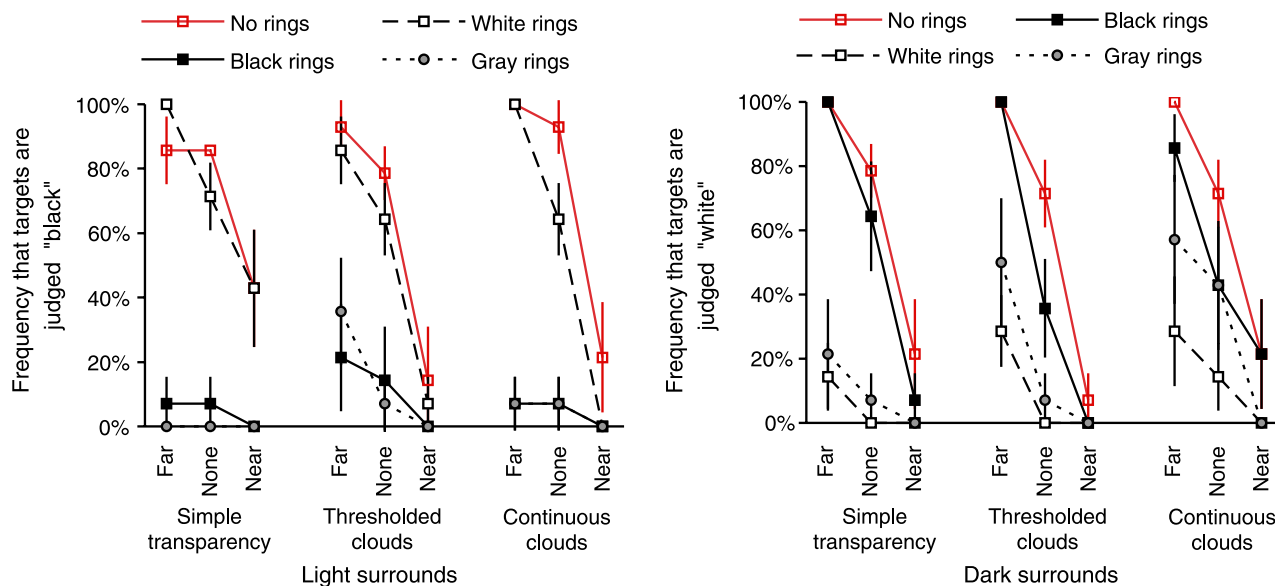 No rings
White rings
Black rings
Gray rings
Frequency that targets are
judged "black"
100%
80%
60%
40%
20%
0%
Far
None
Near
Far
None
Near
Far
None
Near
Simple
transparency
Thresholded
clouds
Continuous
clouds
Light surrounds
No rings
Black rings
White rings
Gray rings
Frequency that targets are
judged "white"
100%
80%
60%
40%
20%
0%
Far
None
Near
Far
None
Near
Far
None
Near
Simple
transparency
Thresholded
clouds
Continuous
clouds
Dark surrounds